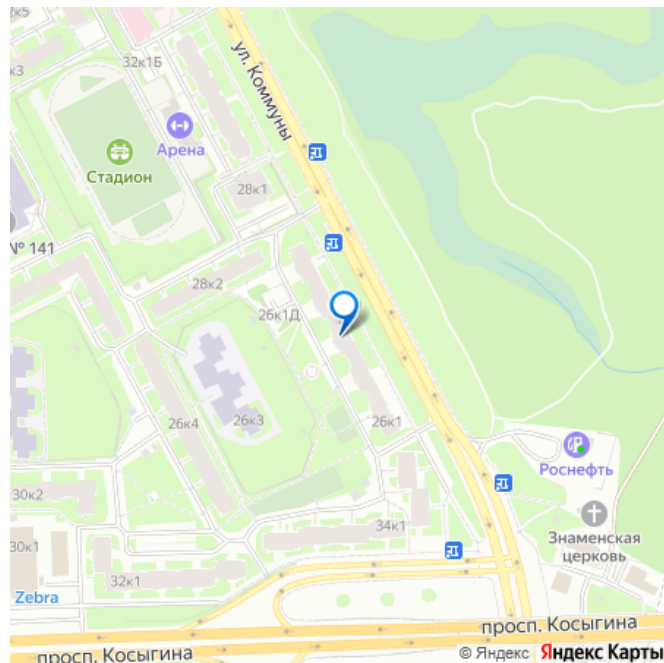 2к5
к3
32к1Б
ул. Коммуны
Арена
Стадион
28к1
№ 141
28к2
26к1Д
26к4
26к3
26к1
Роснефть
30к2
34к1
Знаменская
церковь
30к1
32к1
Zebra
просп. Косыгина
просп. Косыгина
© Яндекс Яндекс Карты